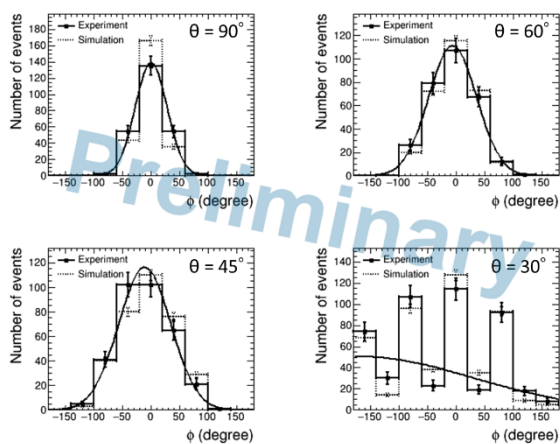 180
160
140
120
100
80
60
40
20
0
Number of events
Experiment
Simulation
θ = 90°
−150 −100 −50 0 50 100 150
ϕ (degree)
120
100
80
60
40
20
0
Number of events
Experiment
Simulation
θ = 60°
−150 −100 −50 0 50 100 150
ϕ (degree)
Preliminary
120
100
80
60
40
20
0
Number of events
Experiment
Simulation
θ = 45°
−150 −100 −50 0 50 100 150
ϕ (degree)
140
120
100
80
60
40
20
0
Number of events
Experiment
Simulation
θ = 30°
−150 −100 −50 0 50 100 150
ϕ (degree)